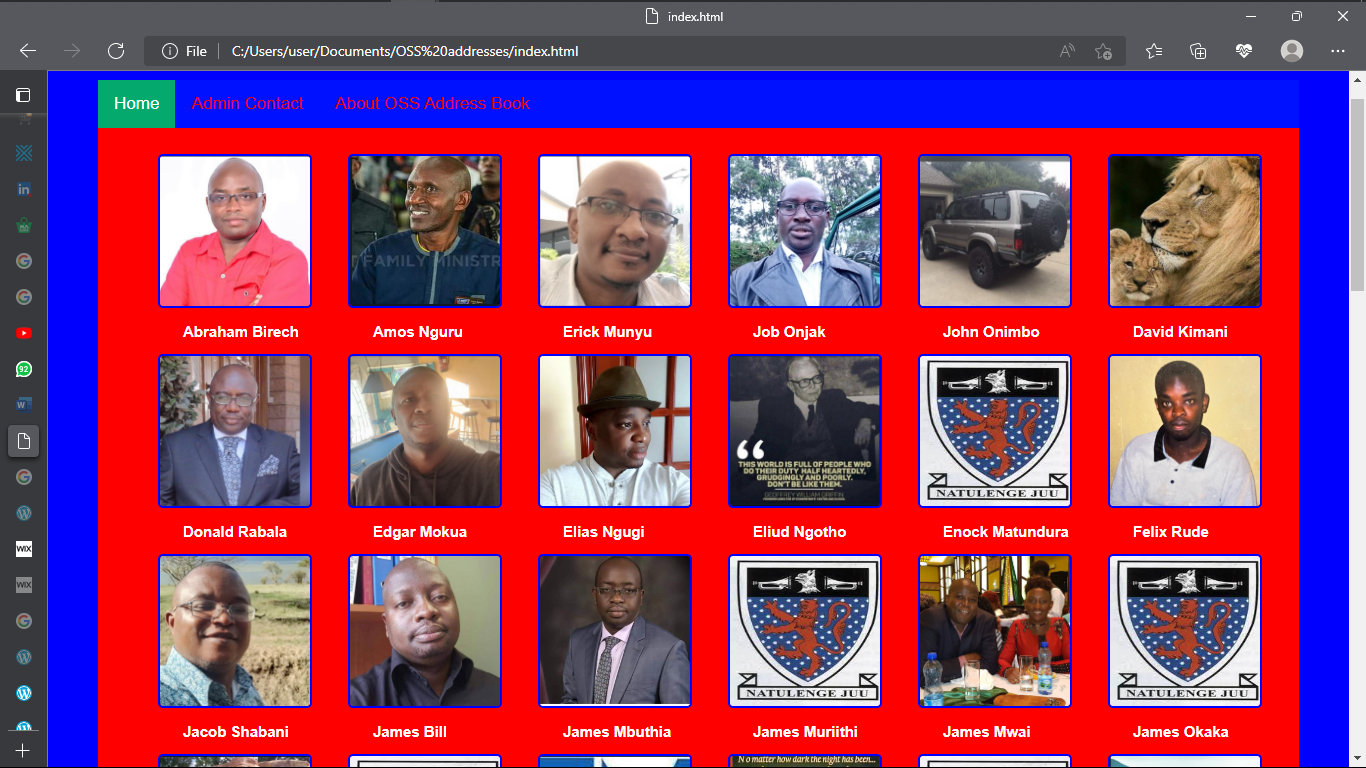 index.html
File
C:/Users/user/Documents/OSS%20addresses/index.html
Home
Admin Contact
About OSS Address Book
FAMILY MINISTR
Abraham Birech
Amos Nguru
Erick Munyu
Job Onjak
John Onimbo
David Kimani
in
92
W
THIS WORLD IS FULL OF PEOPLE WHO
DO THEIR DUTY HALF HEARTEDLY,
GRUDGINGLY AND POORLY.
DON'T BE LIKE THEM.
GEOFFREY WILLIAM GRIFFIN
NATULENGE JUU
Donald Rabala
Edgar Mokua
Elias Ngugi
Eliud Ngotho
Enock Matundura
Felix Rude
WIX
WIX
NATULENGE JUU
NATULENGE JUU
Jacob Shabani
James Bill
James Mbuthia
James Muriithi
James Mwai
James Okaka
No matter how dark the night has been...